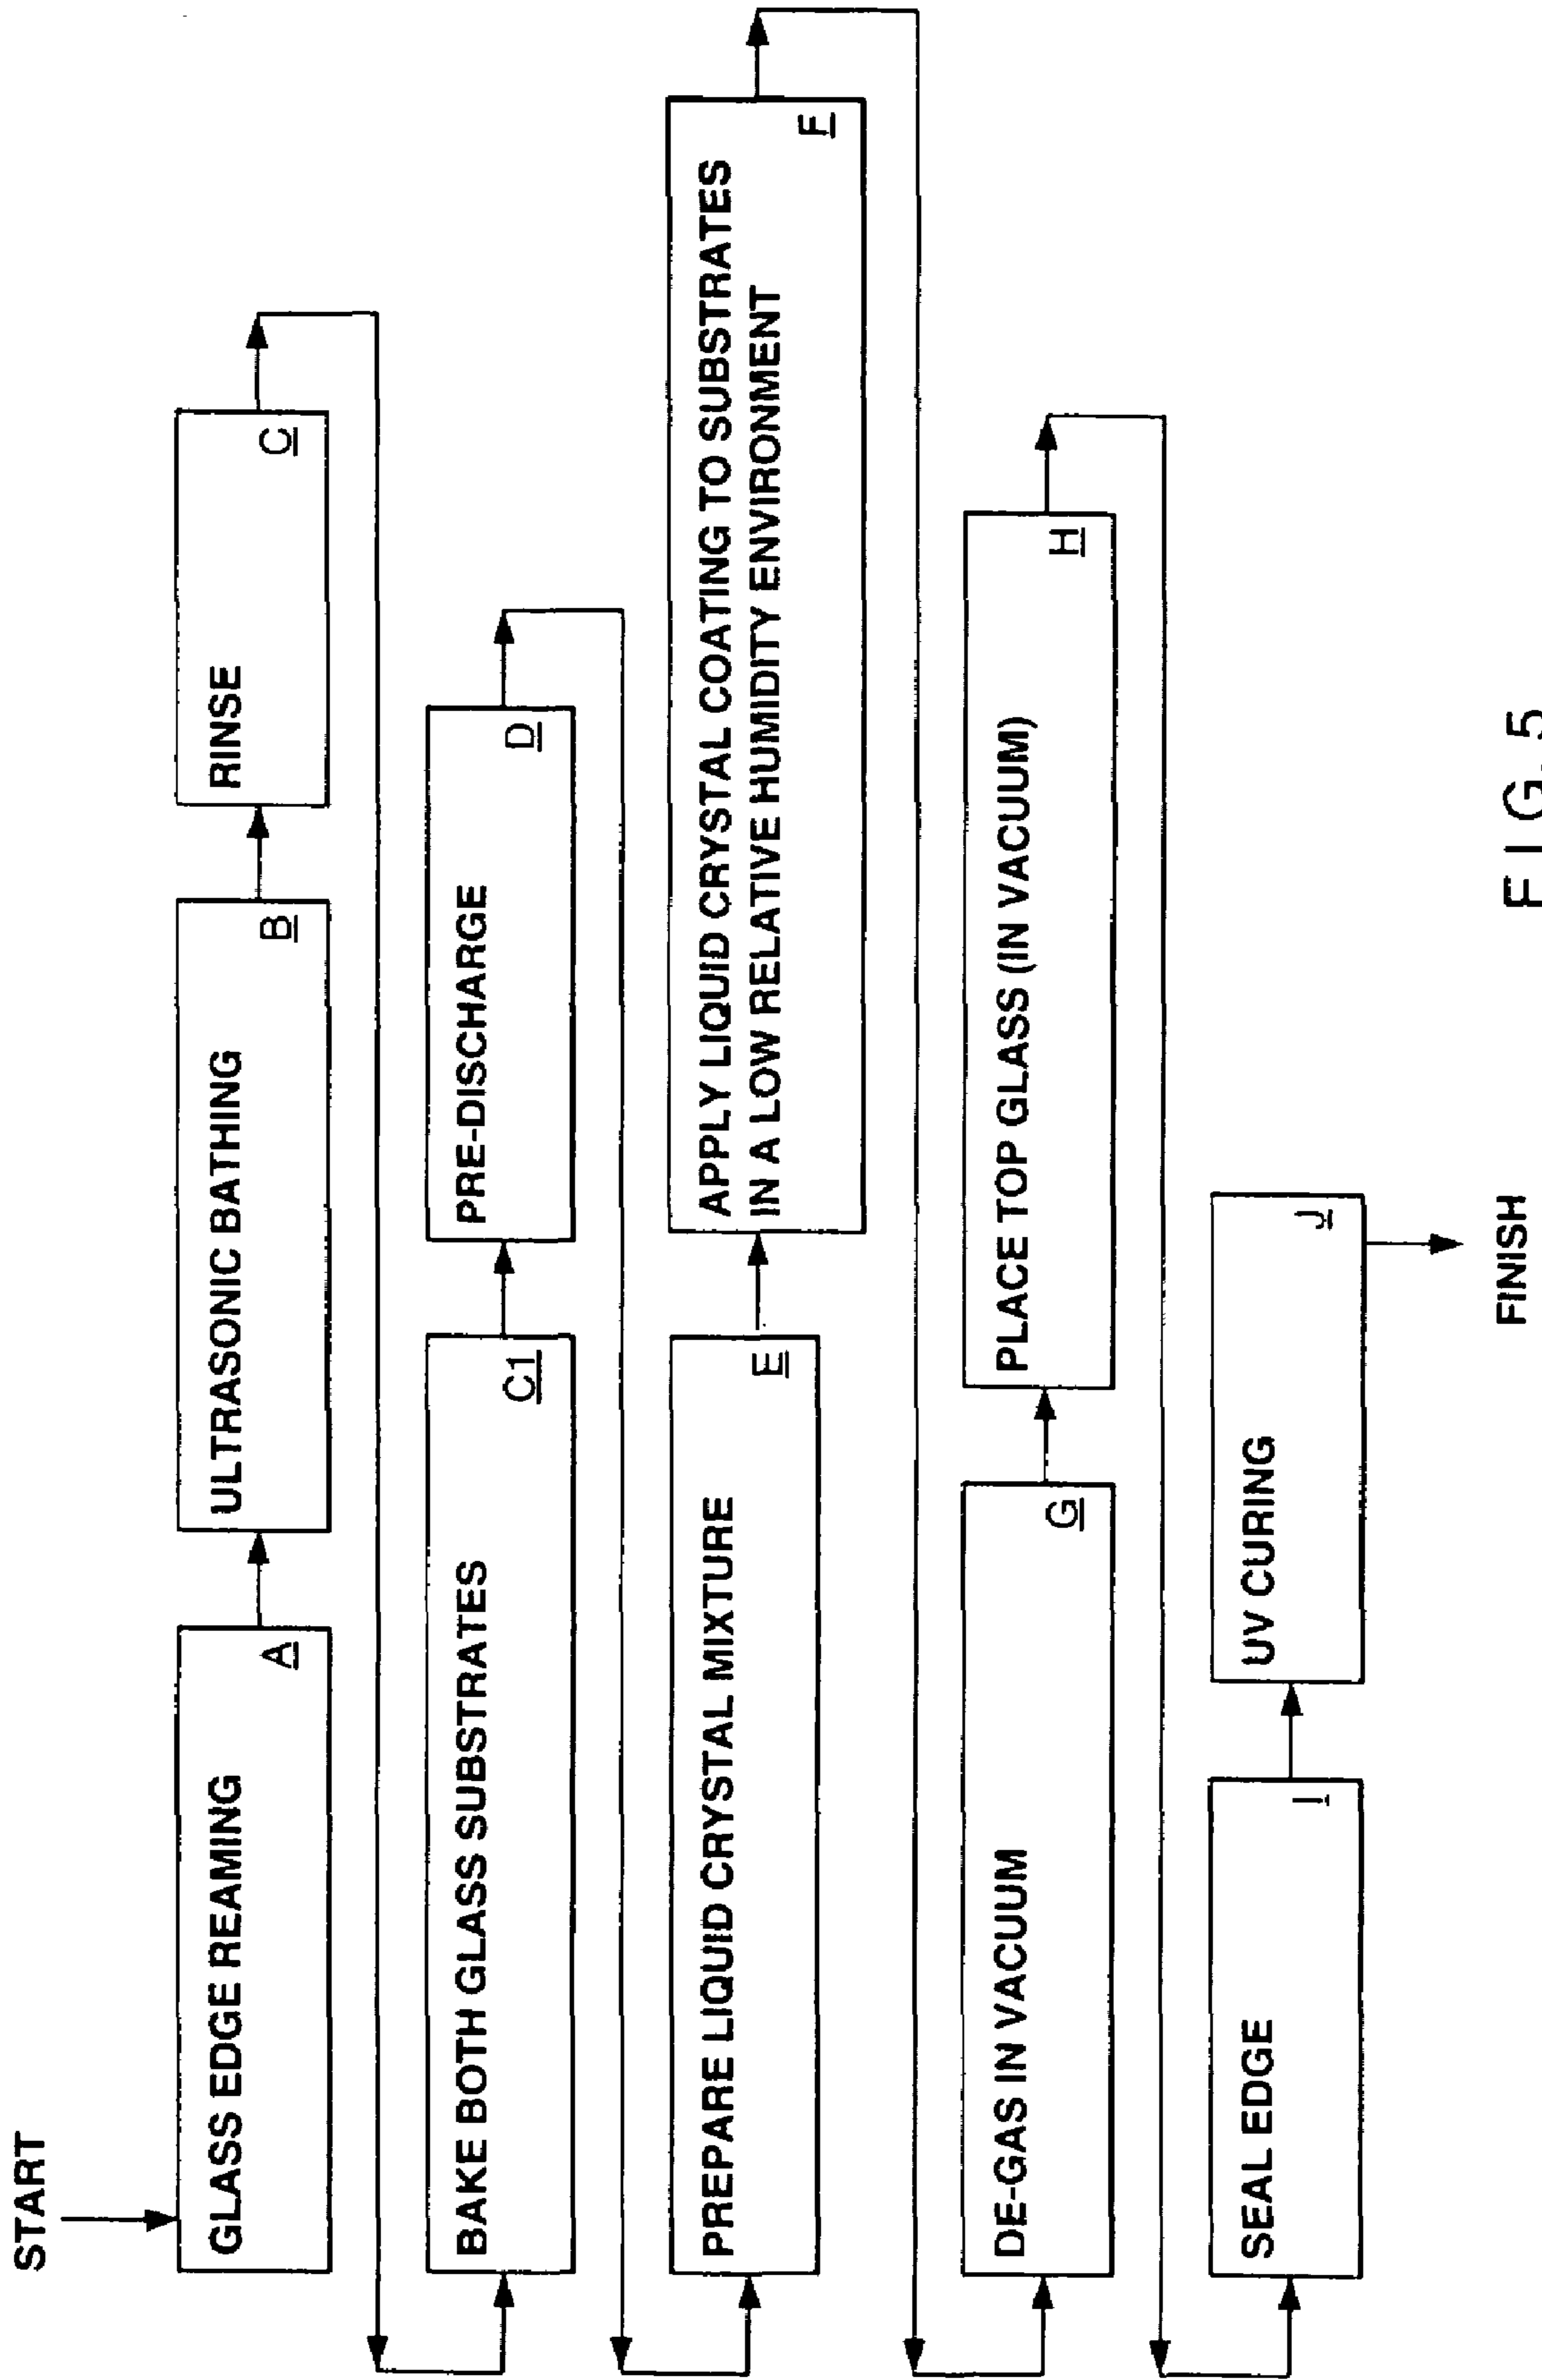 START
GLASS EDGE REAMING
A
ULTRASONIC BATHING
B
RINSE
C
BAKE BOTH GLASS SUBSTRATES
C1
PRE-DISCHARGE
D
PREPARE LIQUID CRYSTAL MIXTURE
E
APPLY LIQUID CRYSTAL COATING TO SUBSTRATES
IN A LOW RELATIVE HUMIDITY ENVIRONMENT
F
DE-GAS IN VACUUM
G
PLACE TOP GLASS (IN VACUUM)
H
SEAL EDGE
I
UV CURING
J
FINISH
FIG. 5